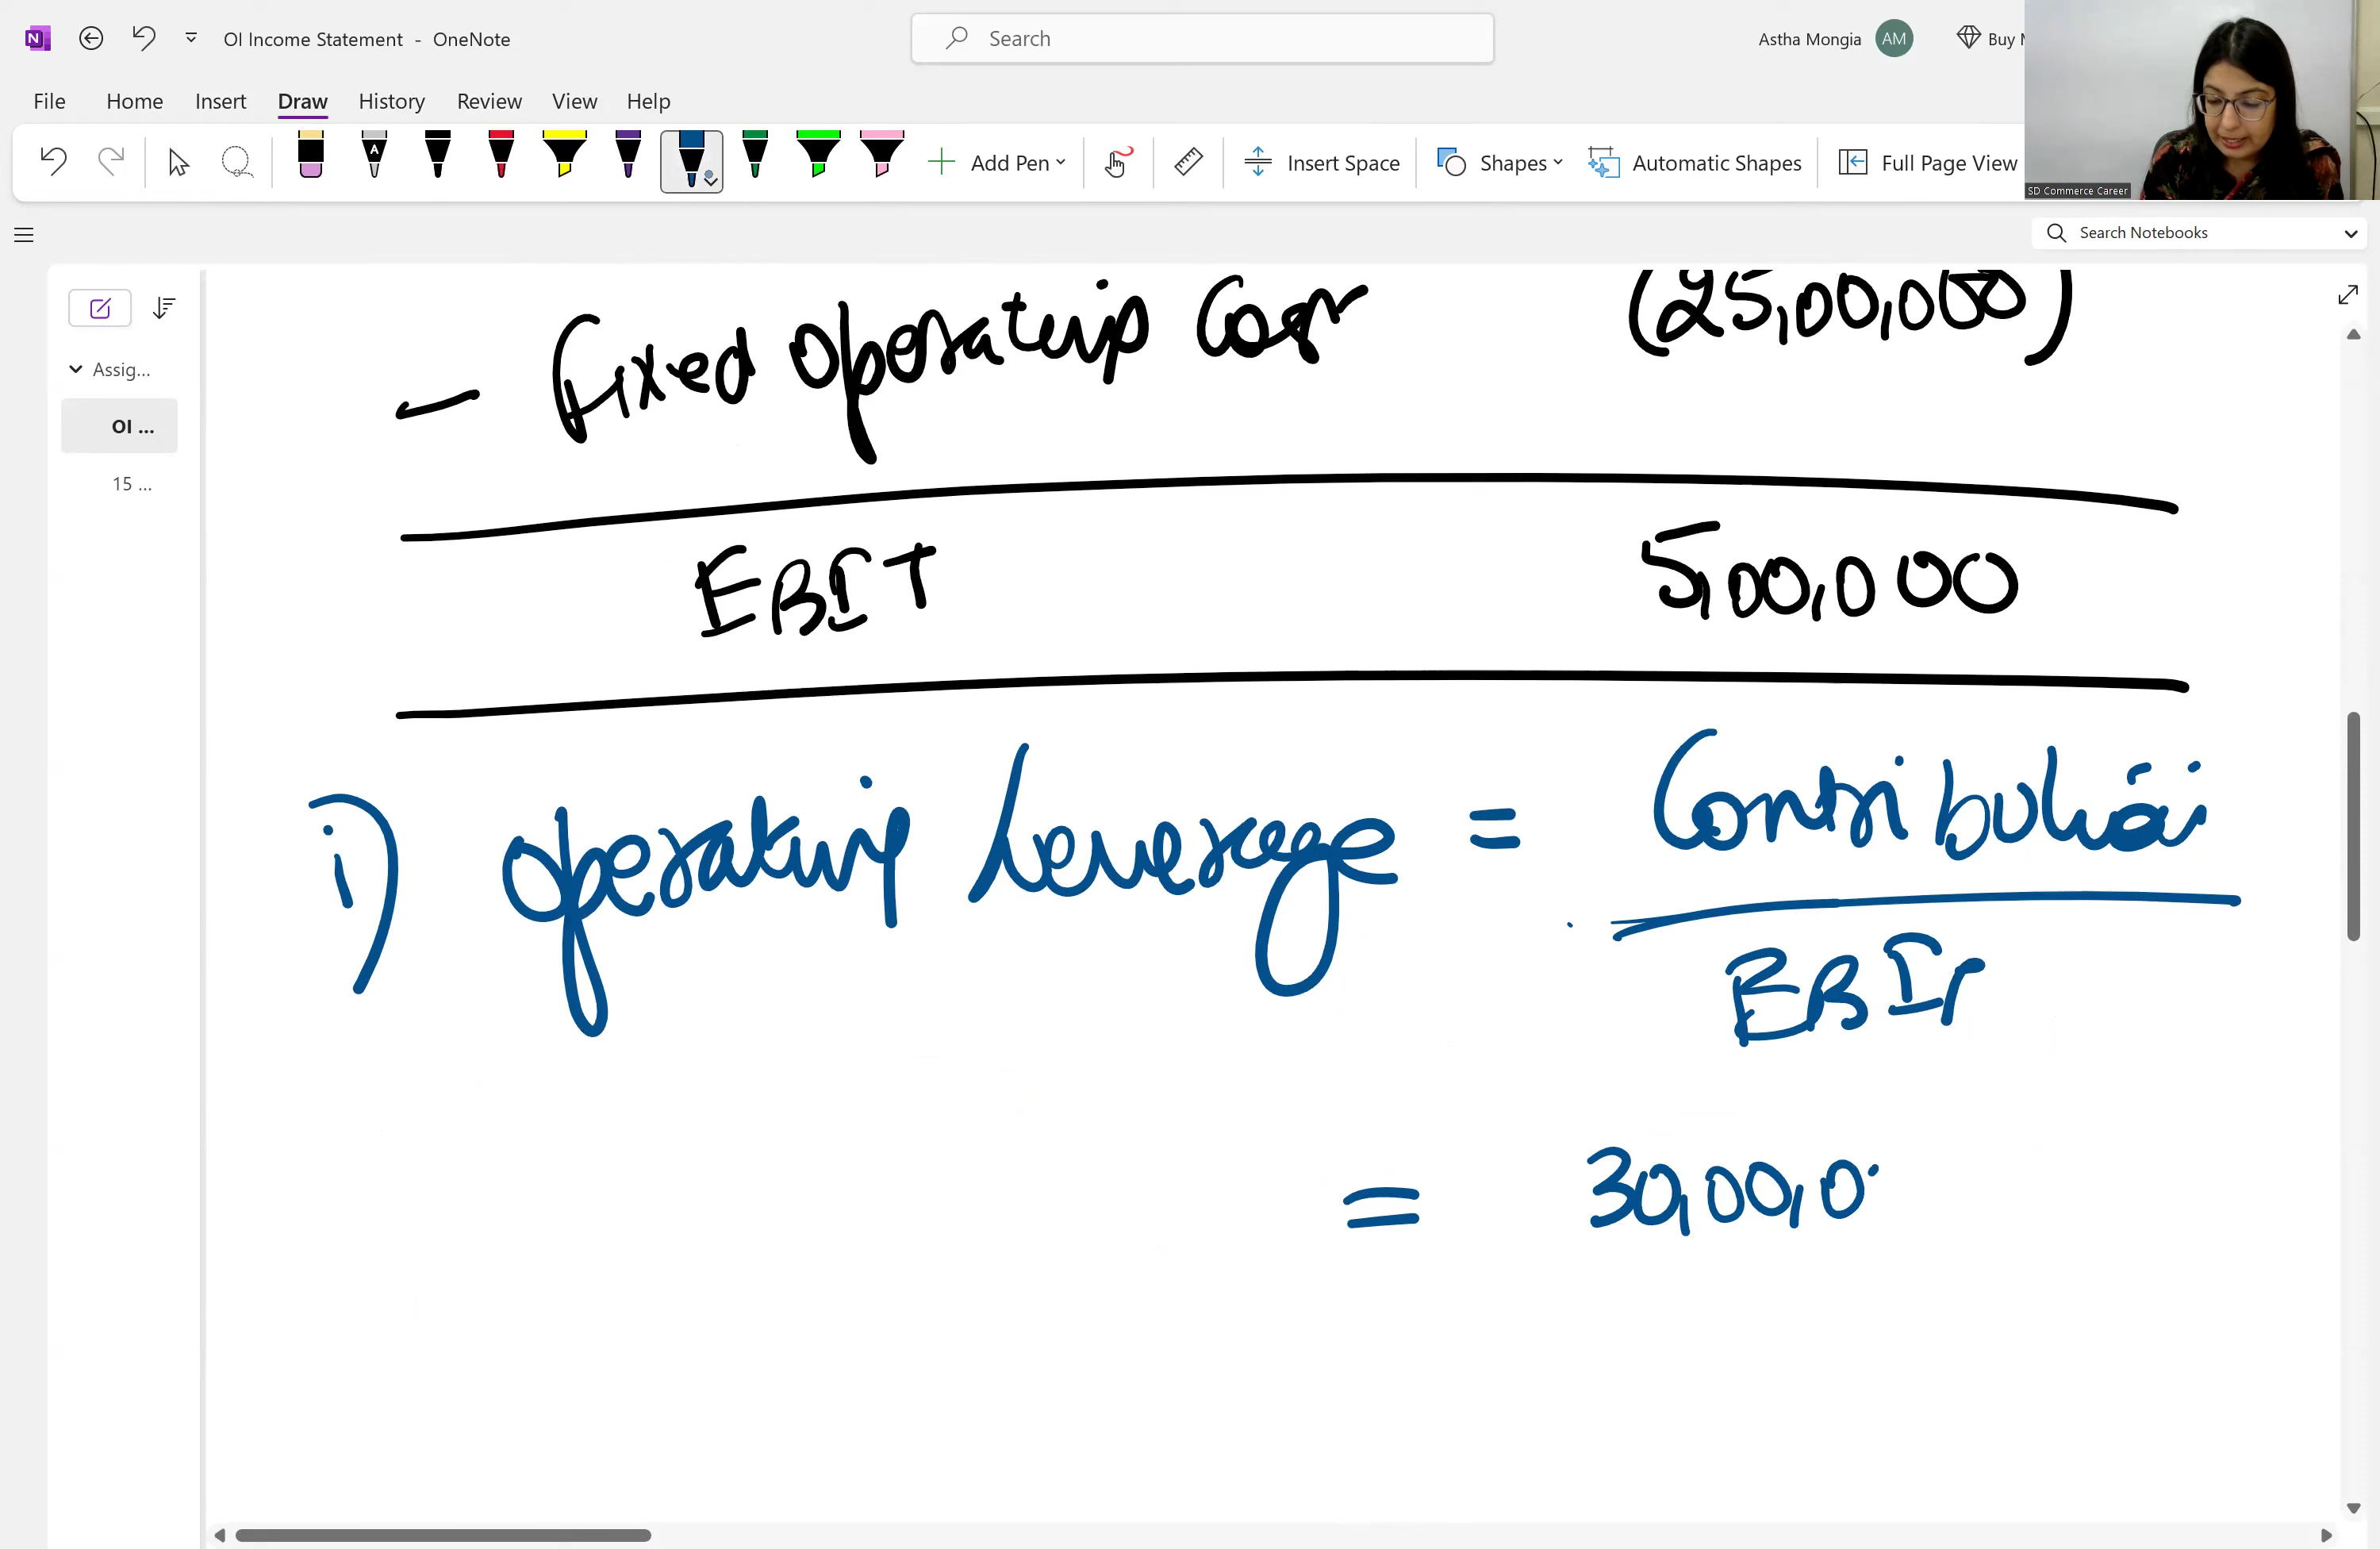 OI Income Statement - OneNote
Search
Astha Mongia AM Buy
File Home Insert Draw History Review View Help
Add Pen Insert Space Shapes Automatic Shapes Full Page View
SD Commerce Career
Search Notebooks
Assig...
OI ...
15 ...
- Fixed operating Cost (25,00,000)
EBIT 5,00,000
i) operating leverage = Contribution
EBIT
= 30,00,0